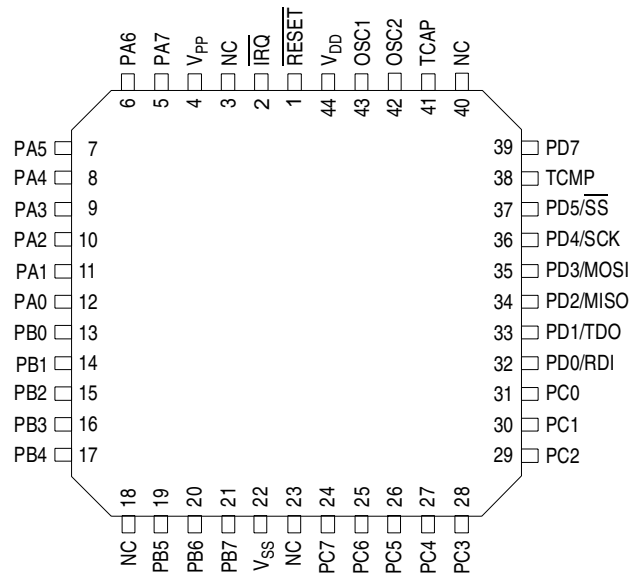 PA6 PA7 VPP NC IRQ RESET VDD OSC1 OSC2 TCAP NC
6 5 4 3 2 1 44 43 42 41 40
PA5 7
PA4 8
PA3 9
PA2 10
PA1 11
PA0 12
PB0 13
PB1 14
PB2 15
PB3 16
PB4 17
39 PD7
38 TCMP
37 PD5/SS
36 PD4/SCK
35 PD3/MOSI
34 PD2/MISO
33 PD1/TDO
32 PD0/RDI
31 PC0
30 PC1
29 PC2
18 19 20 21 22 23 24 25 26 27 28
NC PB5 PB6 PB7 VSS NC PC7 PC6 PC5 PC4 PC3